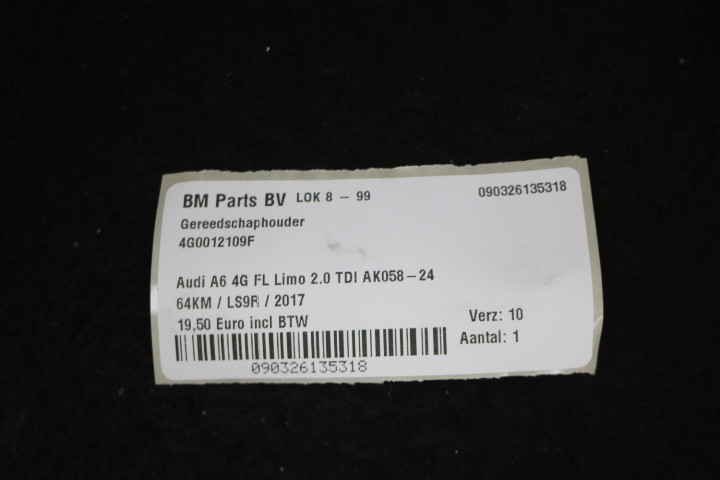 BM Parts BV LOK 8 – 99 090326135318
Gereedschaphouder
4G0012109F
Audi A6 4G FL Limo 2.0 TDI AK058–24
64KM / LS9R / 2017
19,50 Euro incl BTW
Verz: 10
Aantal: 1
090326135318